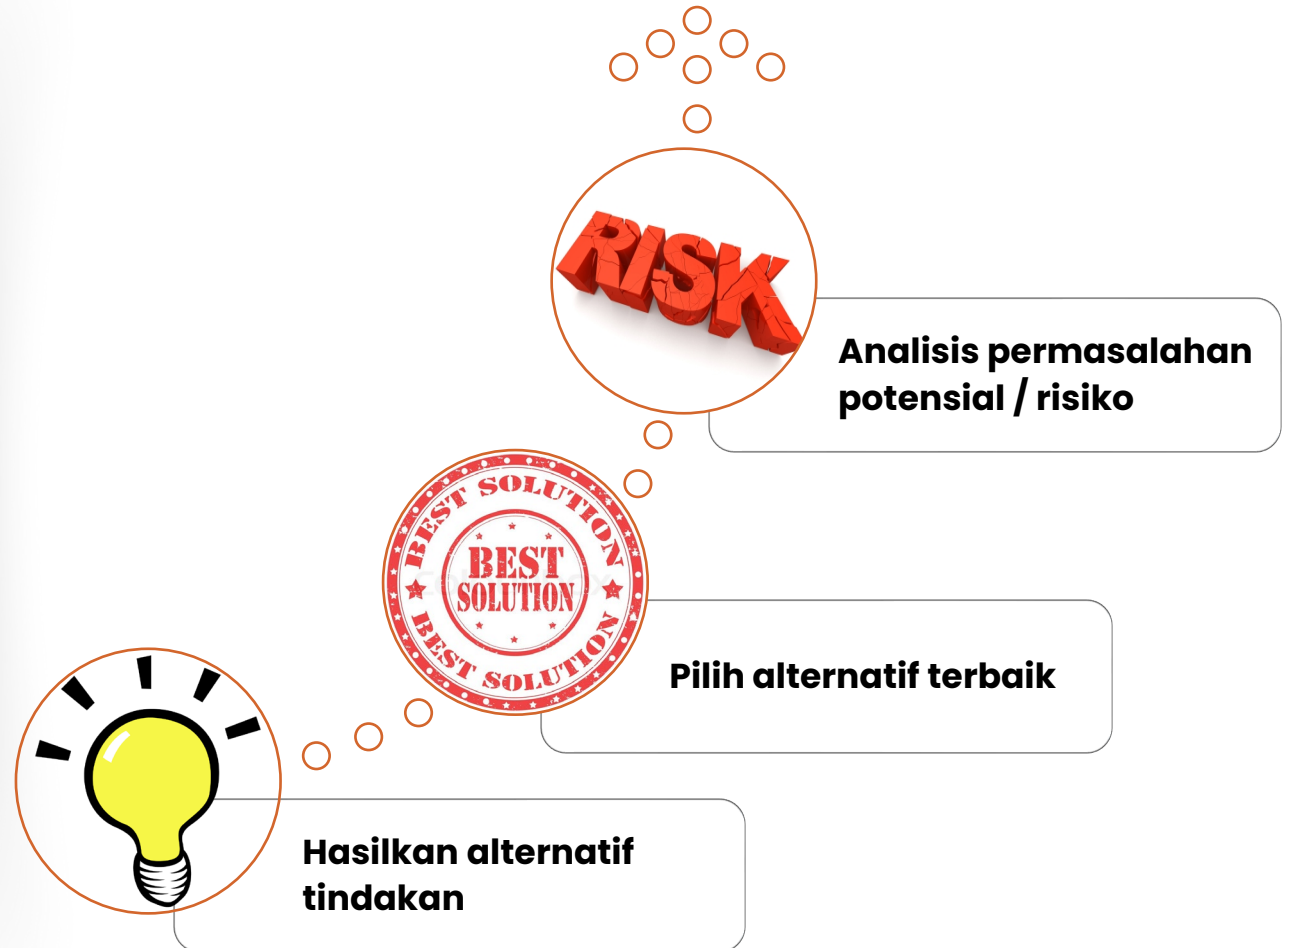 RISK
Analisis permasalahan
potensial / risiko
BEST SOLUTION
BEST
SOLUTION
BEST SOLUTION
Pilih alternatif terbaik
Hasilkan alternatif
tindakan